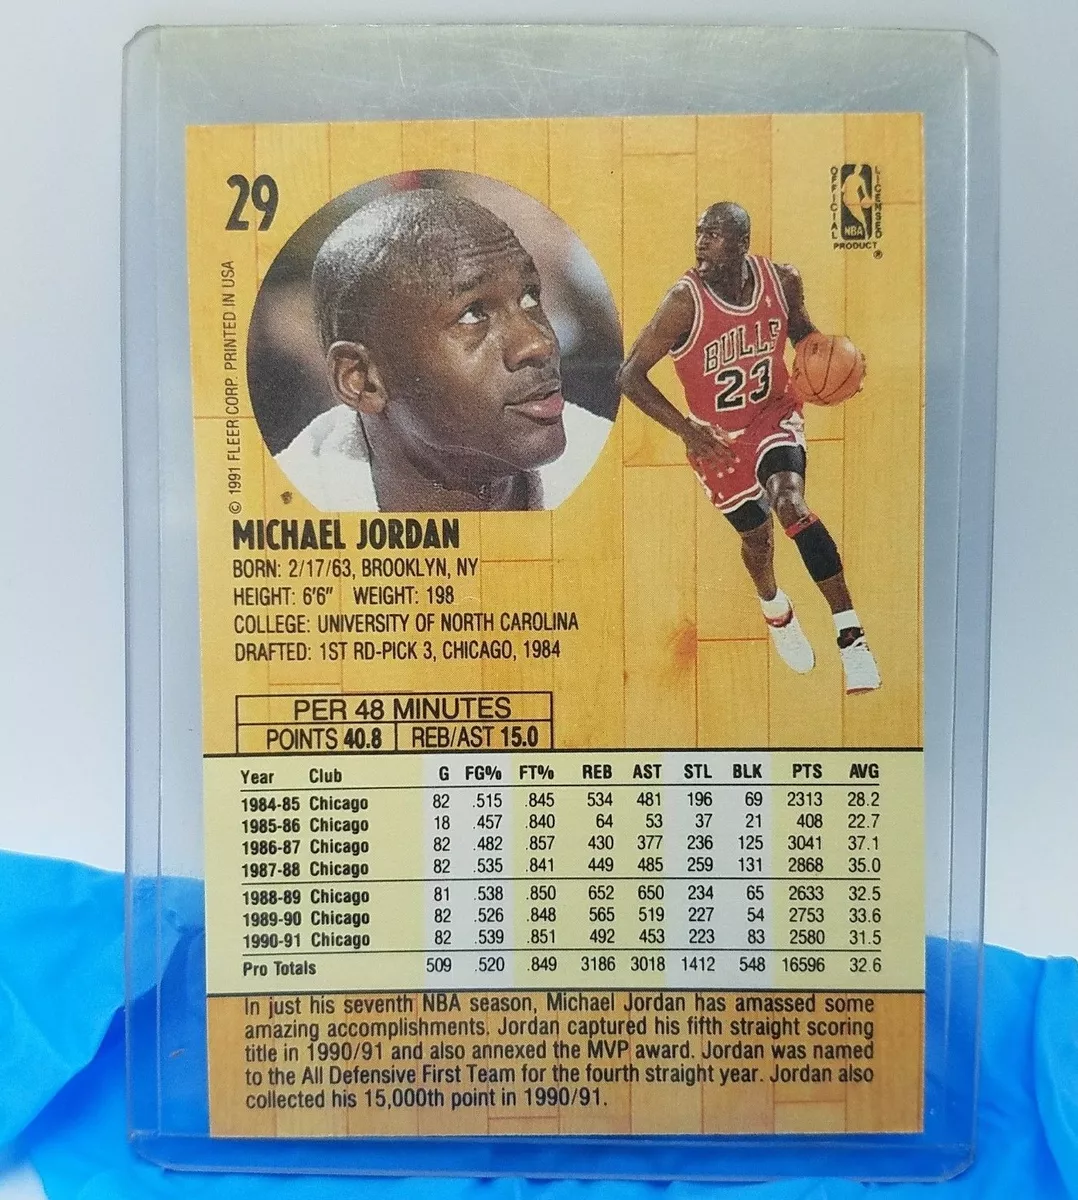 29
OFFICIAL LICENSED
NBA
PRODUCT ®
© 1991 FLEER CORP. PRINTED IN USA
BULLS
23
MICHAEL JORDAN
BORN: 2/17/63, BROOKLYN, NY
HEIGHT: 6'6" WEIGHT: 198
COLLEGE: UNIVERSITY OF NORTH CAROLINA
DRAFTED: 1ST RD-PICK 3, CHICAGO, 1984
PER 48 MINUTES
POINTS 40.8 REB/AST 15.0
Year Club G FG% FT% REB AST STL BLK PTS AVG
1984-85 Chicago 82 .515 .845 534 481 196 69 2313 28.2
1985-86 Chicago 18 .457 .840 64 53 37 21 408 22.7
1986-87 Chicago 82 .482 .857 430 377 236 125 3041 37.1
1987-88 Chicago 82 .535 .841 449 485 259 131 2868 35.0
1988-89 Chicago 81 .538 .850 652 650 234 65 2633 32.5
1989-90 Chicago 82 .526 .848 565 519 227 54 2753 33.6
1990-91 Chicago 82 .539 .851 492 453 223 83 2580 31.5
Pro Totals 509 .520 .849 3186 3018 1412 548 16596 32.6
In just his seventh NBA season, Michael Jordan has amassed some
amazing accomplishments. Jordan captured his fifth straight scoring
title in 1990/91 and also annexed the MVP award. Jordan was named
to the All Defensive First Team for the fourth straight year. Jordan also
collected his 15,000th point in 1990/91.